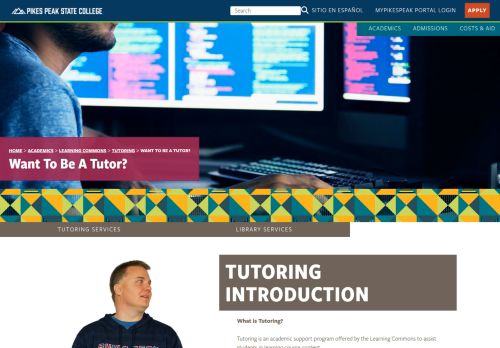 PIKES PEAK STATE COLLEGE
Search
SITIO EN ESPAÑOL
MYPIKESPEAK PORTAL LOGIN
APPLY
ACADEMICS
ADMISSIONS
COSTS & AID
HOME > ACADEMICS > LEARNING COMMONS > TUTORING > WANT TO BE A TUTOR?
Want To Be A Tutor?
TUTORING SERVICES
LIBRARY SERVICES
TUTORING
INTRODUCTION
What is Tutoring?
Tutoring is an academic support program offered by the Learning Commons to assist
students in learning course content